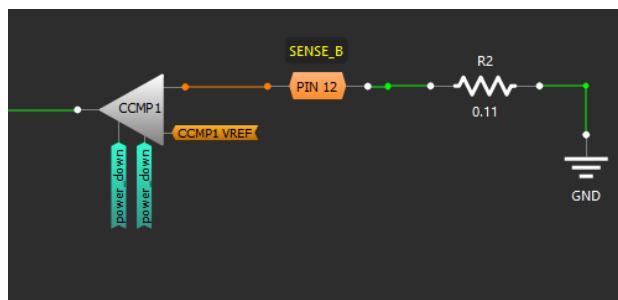 SENSE_B
R2
CCMP1
PIN 12
0.11
CCMP1 VREF
power_down
power_down
GND